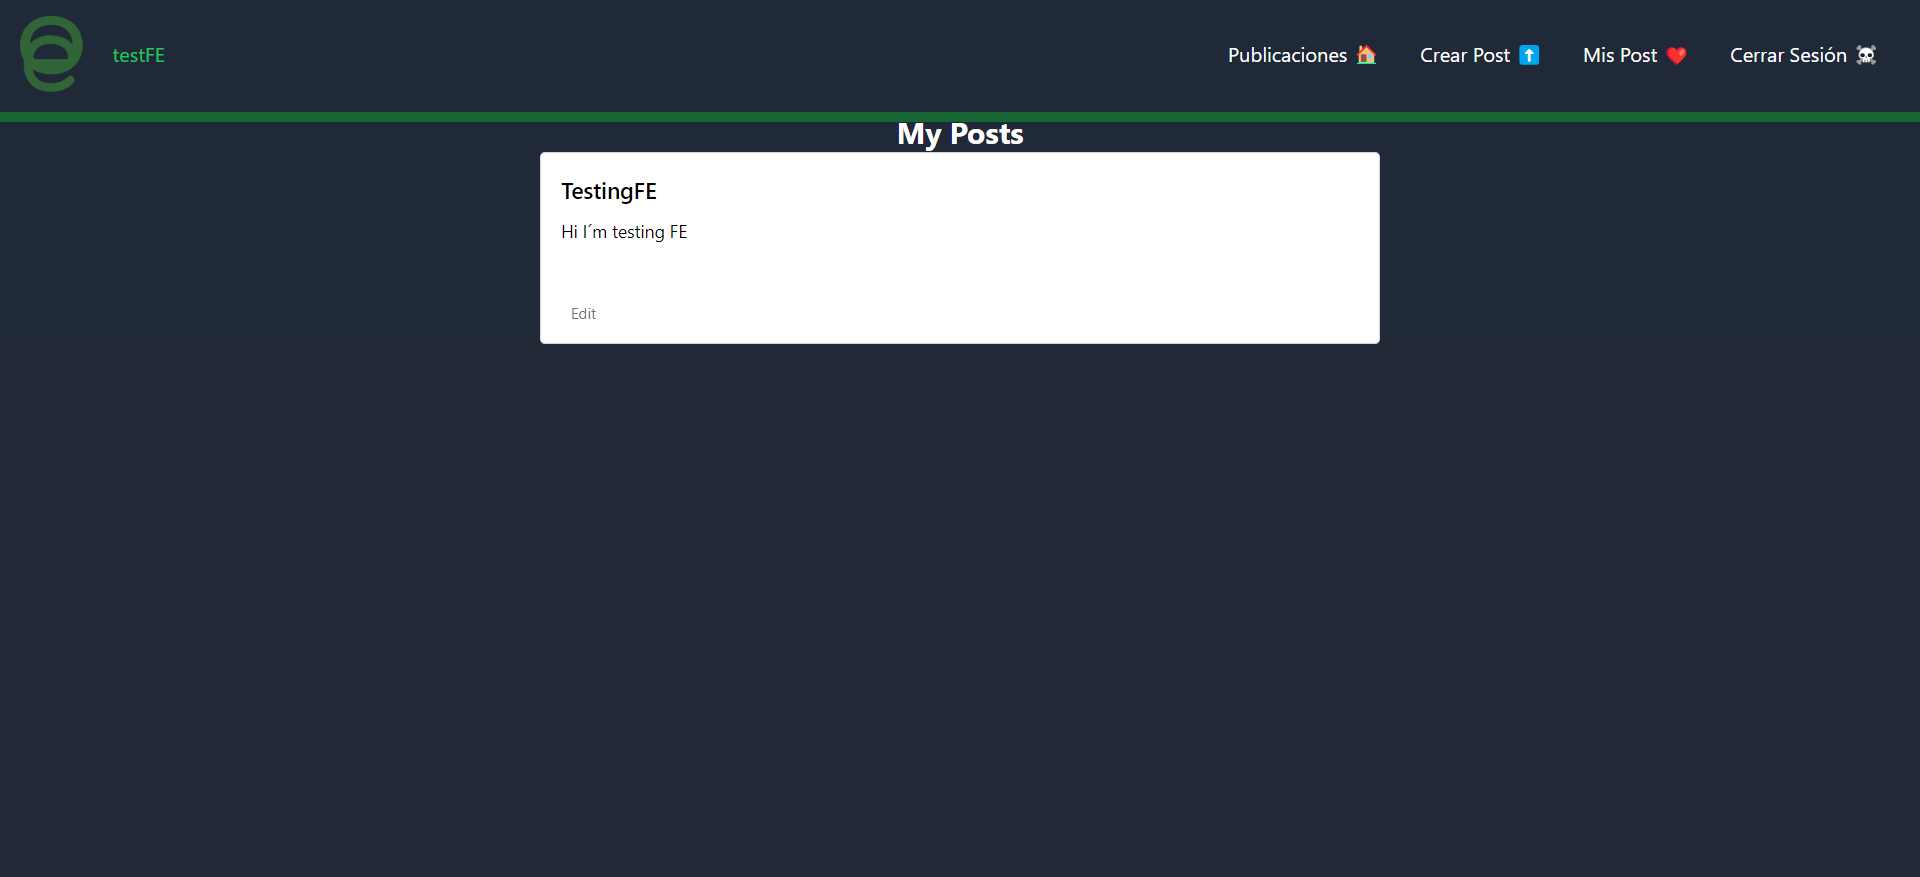 testFE
Publicaciones 🏠 Crear Post ⬆️ Mis Post ❤️ Cerrar Sesión ☠️
My Posts
TestingFE
Hi I´m testing FE
Edit